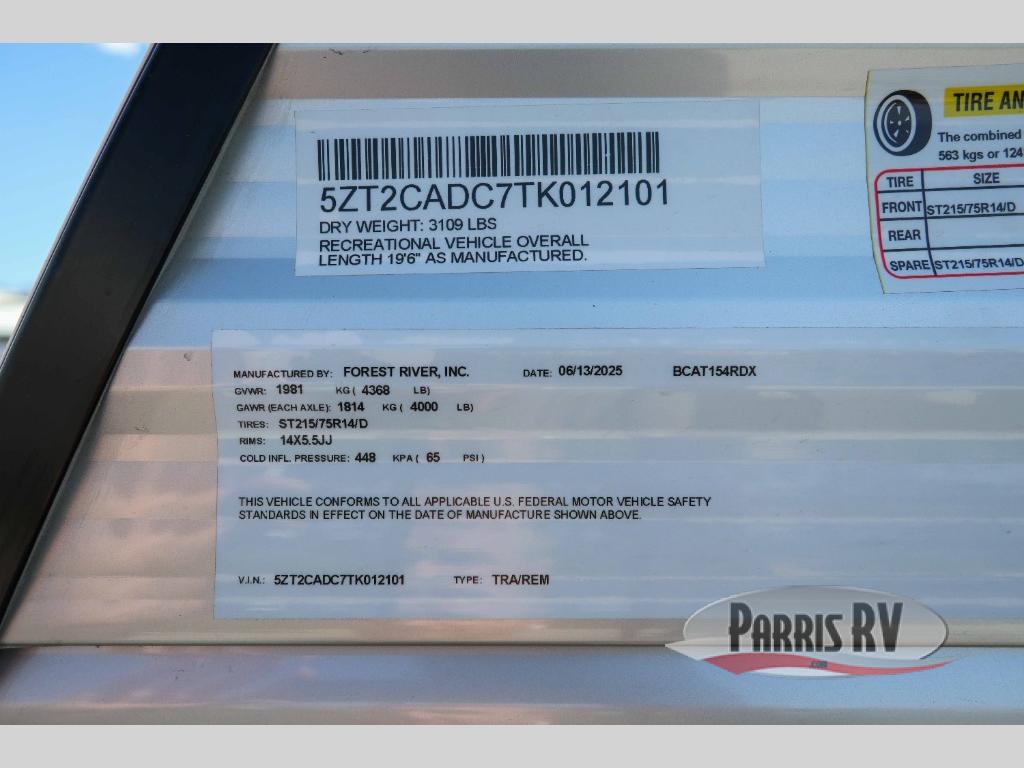 5ZT2CADC7TK012101
DRY WEIGHT: 3109 LBS
RECREATIONAL VEHICLE OVERALL
LENGTH 19'6" AS MANUFACTURED.
TIRE AN
The combined
563 kgs or 124
TIRE SIZE
FRONT ST215/75R14/D
REAR
SPARE ST215/75R14/D
MANUFACTURED BY: FOREST RIVER, INC. DATE: 06/13/2025 BCAT154RDX
GVWR: 1981 KG ( 4368 LB)
GAWR (EACH AXLE): 1814 KG ( 4000 LB)
TIRES: ST215/75R14/D
RIMS: 14X5.5JJ
COLD INFL. PRESSURE: 448 KPA ( 65 PSI )
THIS VEHICLE CONFORMS TO ALL APPLICABLE U.S. FEDERAL MOTOR VEHICLE SAFETY
STANDARDS IN EFFECT ON THE DATE OF MANUFACTURE SHOWN ABOVE.
V.I.N.: 5ZT2CADC7TK012101 TYPE: TRA/REM
PARRIS RV
.com